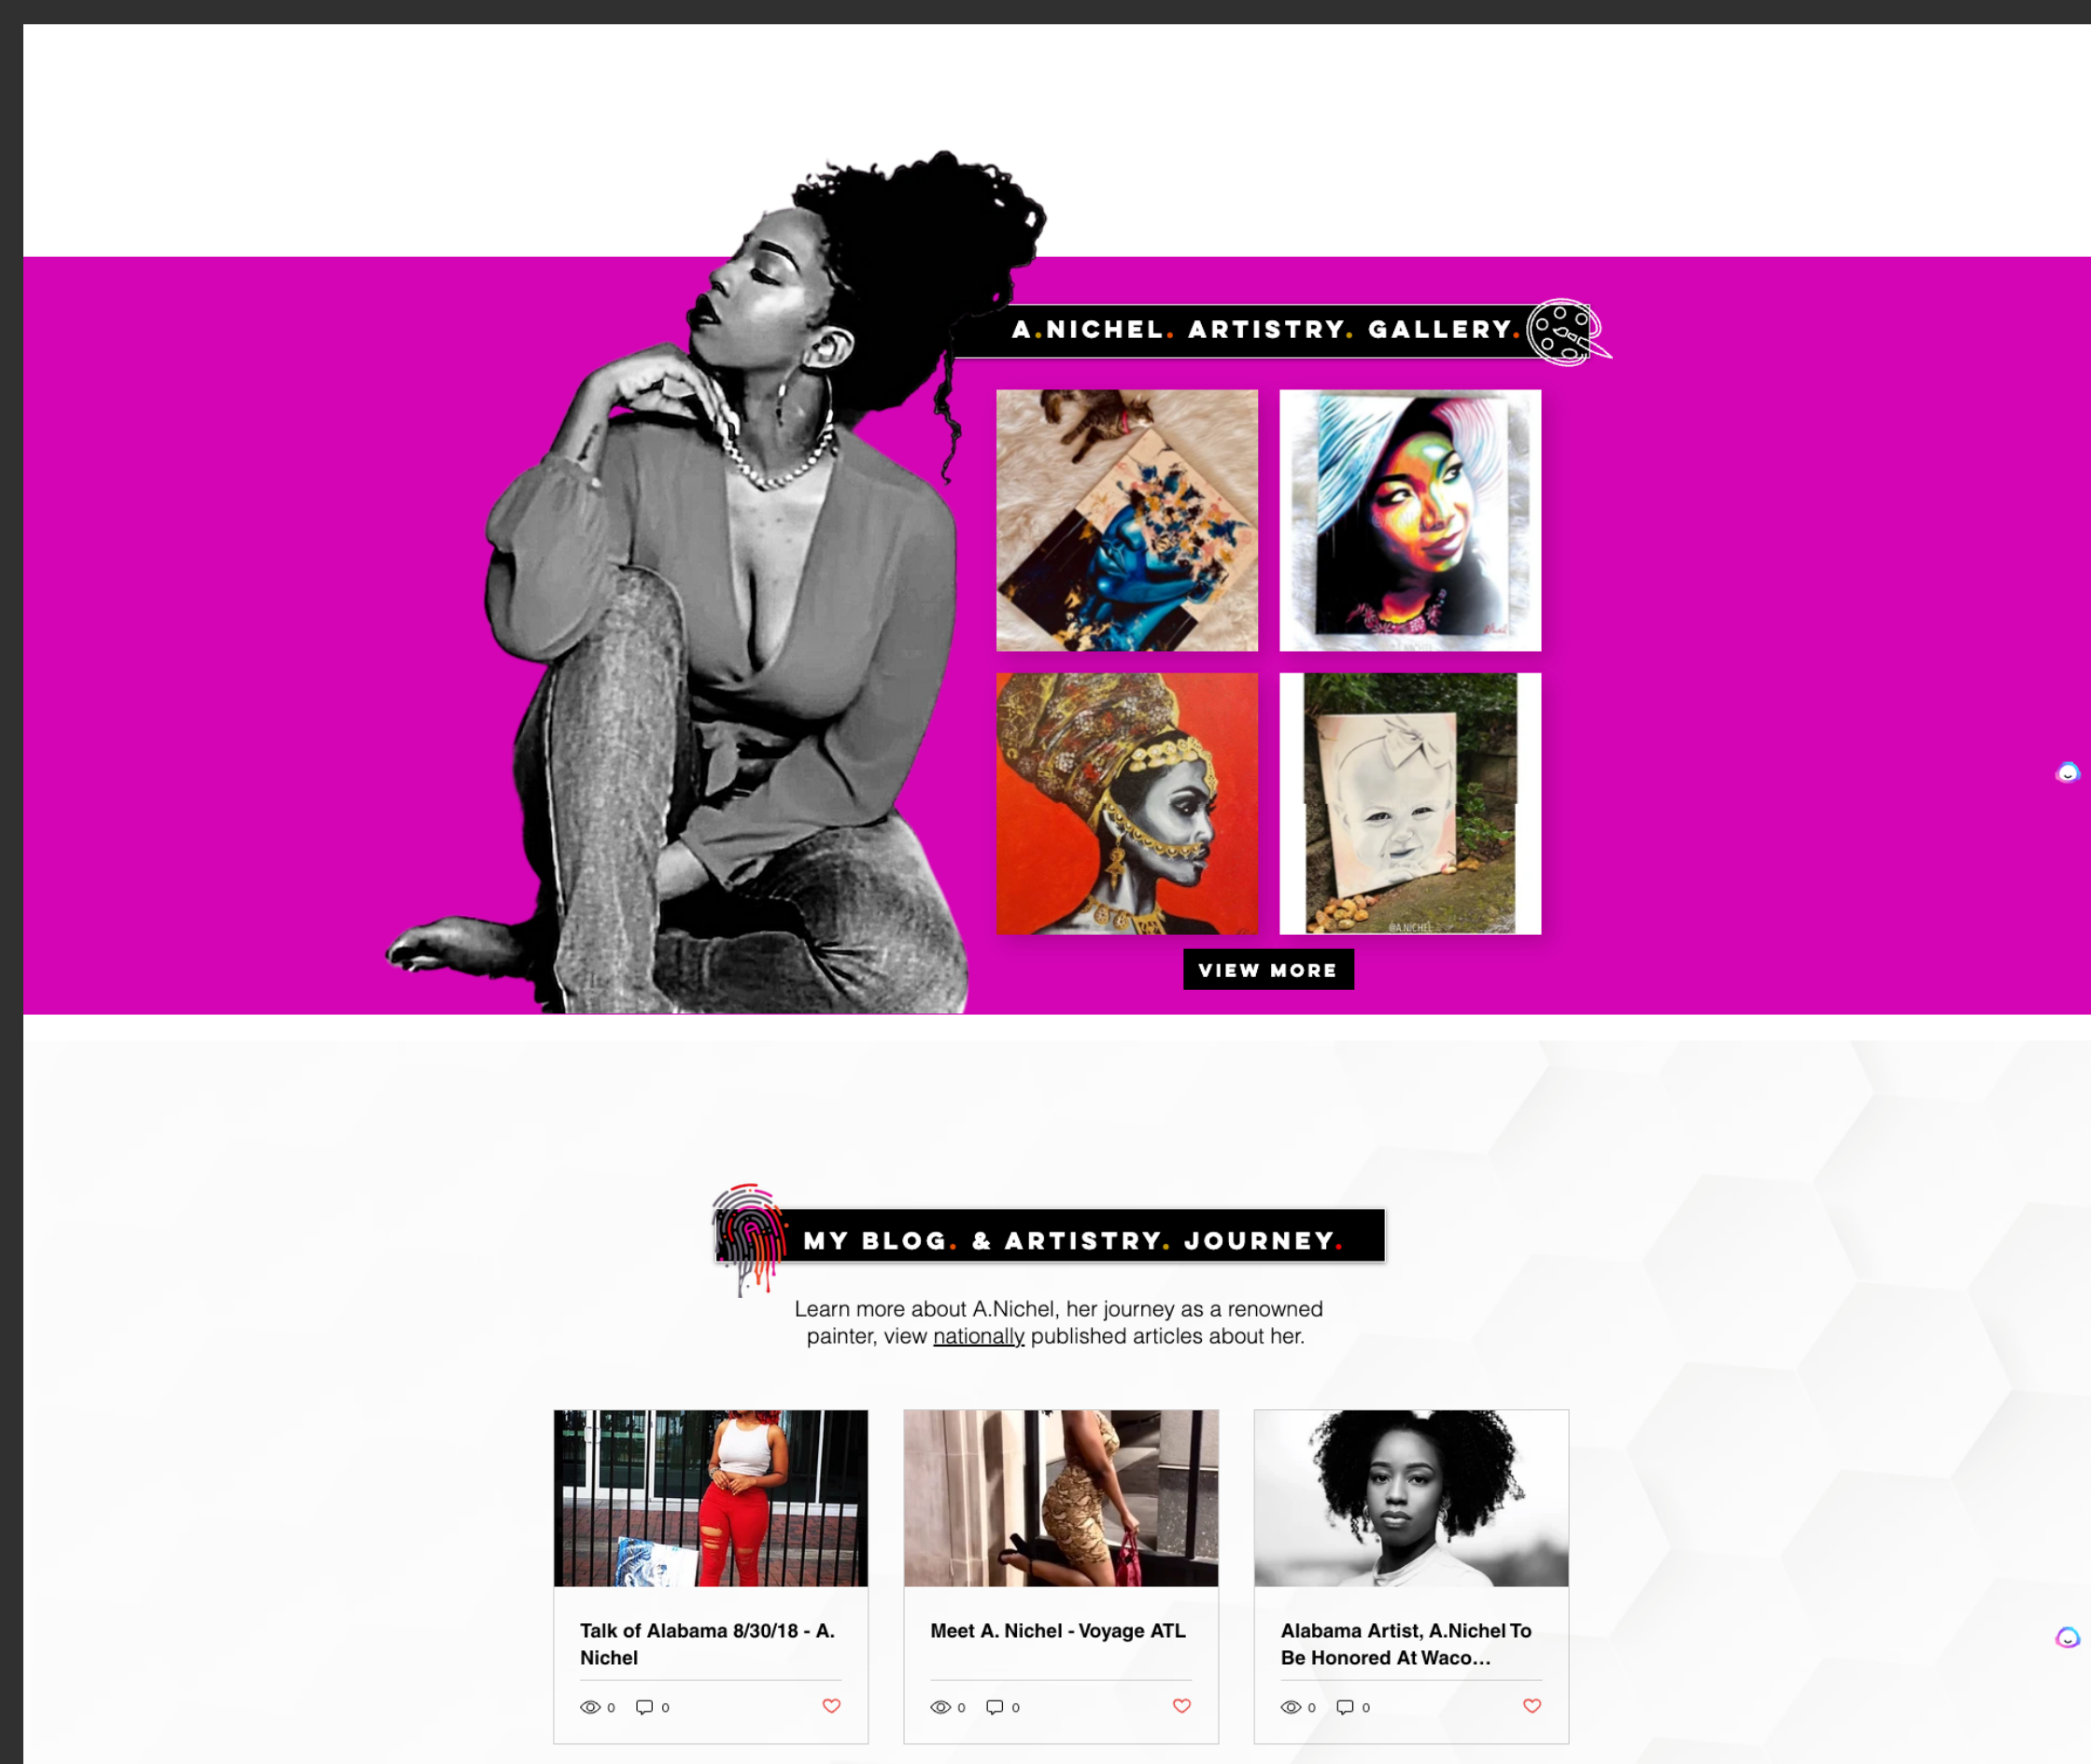 A.NICHEL. ARTISTRY. GALLERY.
@A.NICHEL
VIEW MORE
MY BLOG. & ARTISTRY. JOURNEY.
Learn more about A.Nichel, her journey as a renowned
painter, view nationally published articles about her.
Talk of Alabama 8/30/18 - A.
Nichel
0 0
Meet A. Nichel - Voyage ATL
0 0
Alabama Artist, A.Nichel To
Be Honored At Waco...
0 0